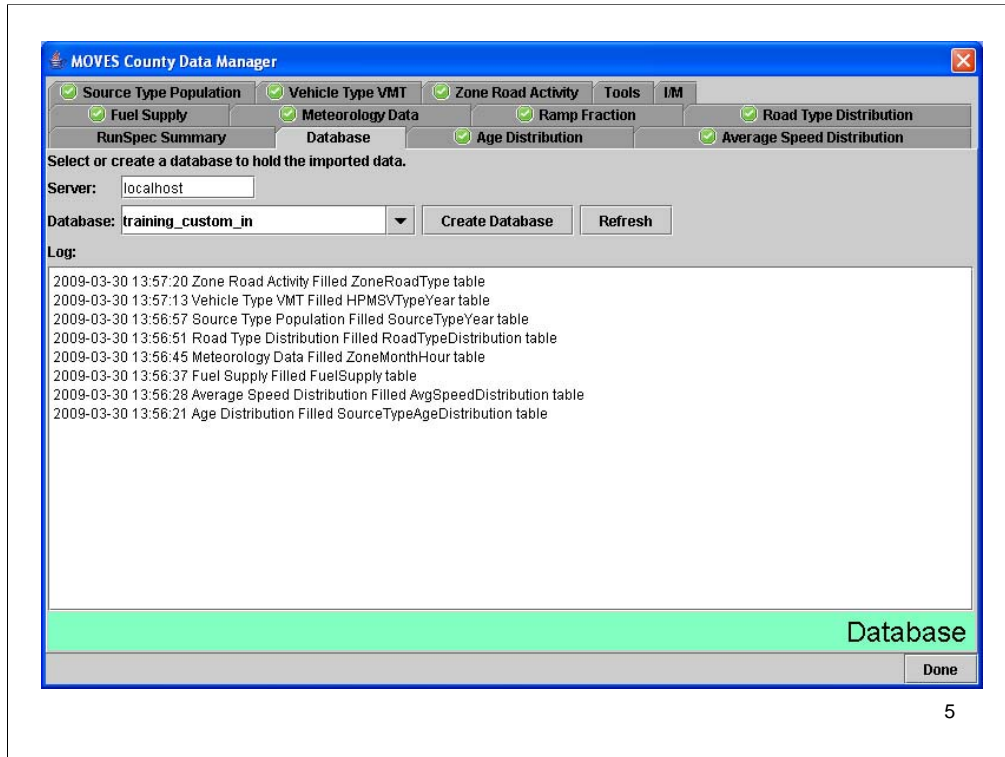 MOVES County Data Manager
Source Type Population Vehicle Type VMT Zone Road Activity Tools I/M
Fuel Supply Meteorology Data Ramp Fraction Road Type Distribution
RunSpec Summary Database Age Distribution Average Speed Distribution
Select or create a database to hold the imported data.
Server: localhost
Database: training_custom_in Create Database Refresh
Log:
2009-03-30 13:57:20 Zone Road Activity Filled ZoneRoadType table
2009-03-30 13:57:13 Vehicle Type VMT Filled HPMSVTypeYear table
2009-03-30 13:56:57 Source Type Population Filled SourceTypeYear table
2009-03-30 13:56:51 Road Type Distribution Filled RoadTypeDistribution table
2009-03-30 13:56:45 Meteorology Data Filled ZoneMonthHour table
2009-03-30 13:56:37 Fuel Supply Filled FuelSupply table
2009-03-30 13:56:28 Average Speed Distribution Filled AvgSpeedDistribution table
2009-03-30 13:56:21 Age Distribution Filled SourceTypeAgeDistribution table
Database
Done
5